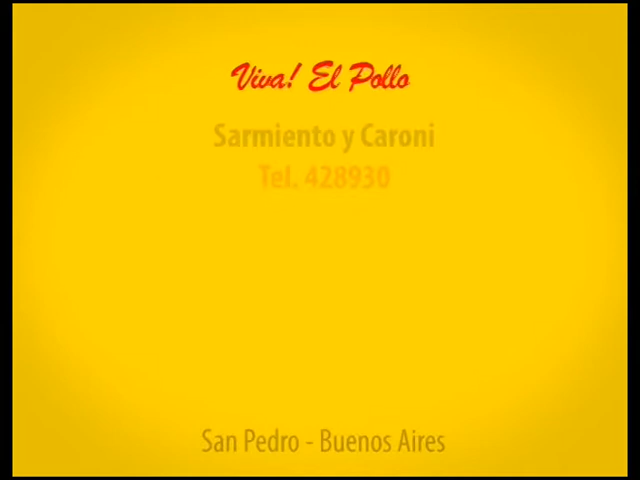 Viva! El Pollo
Sarmiento y Caroni
Tel. 428930
San Pedro - Buenos Aires